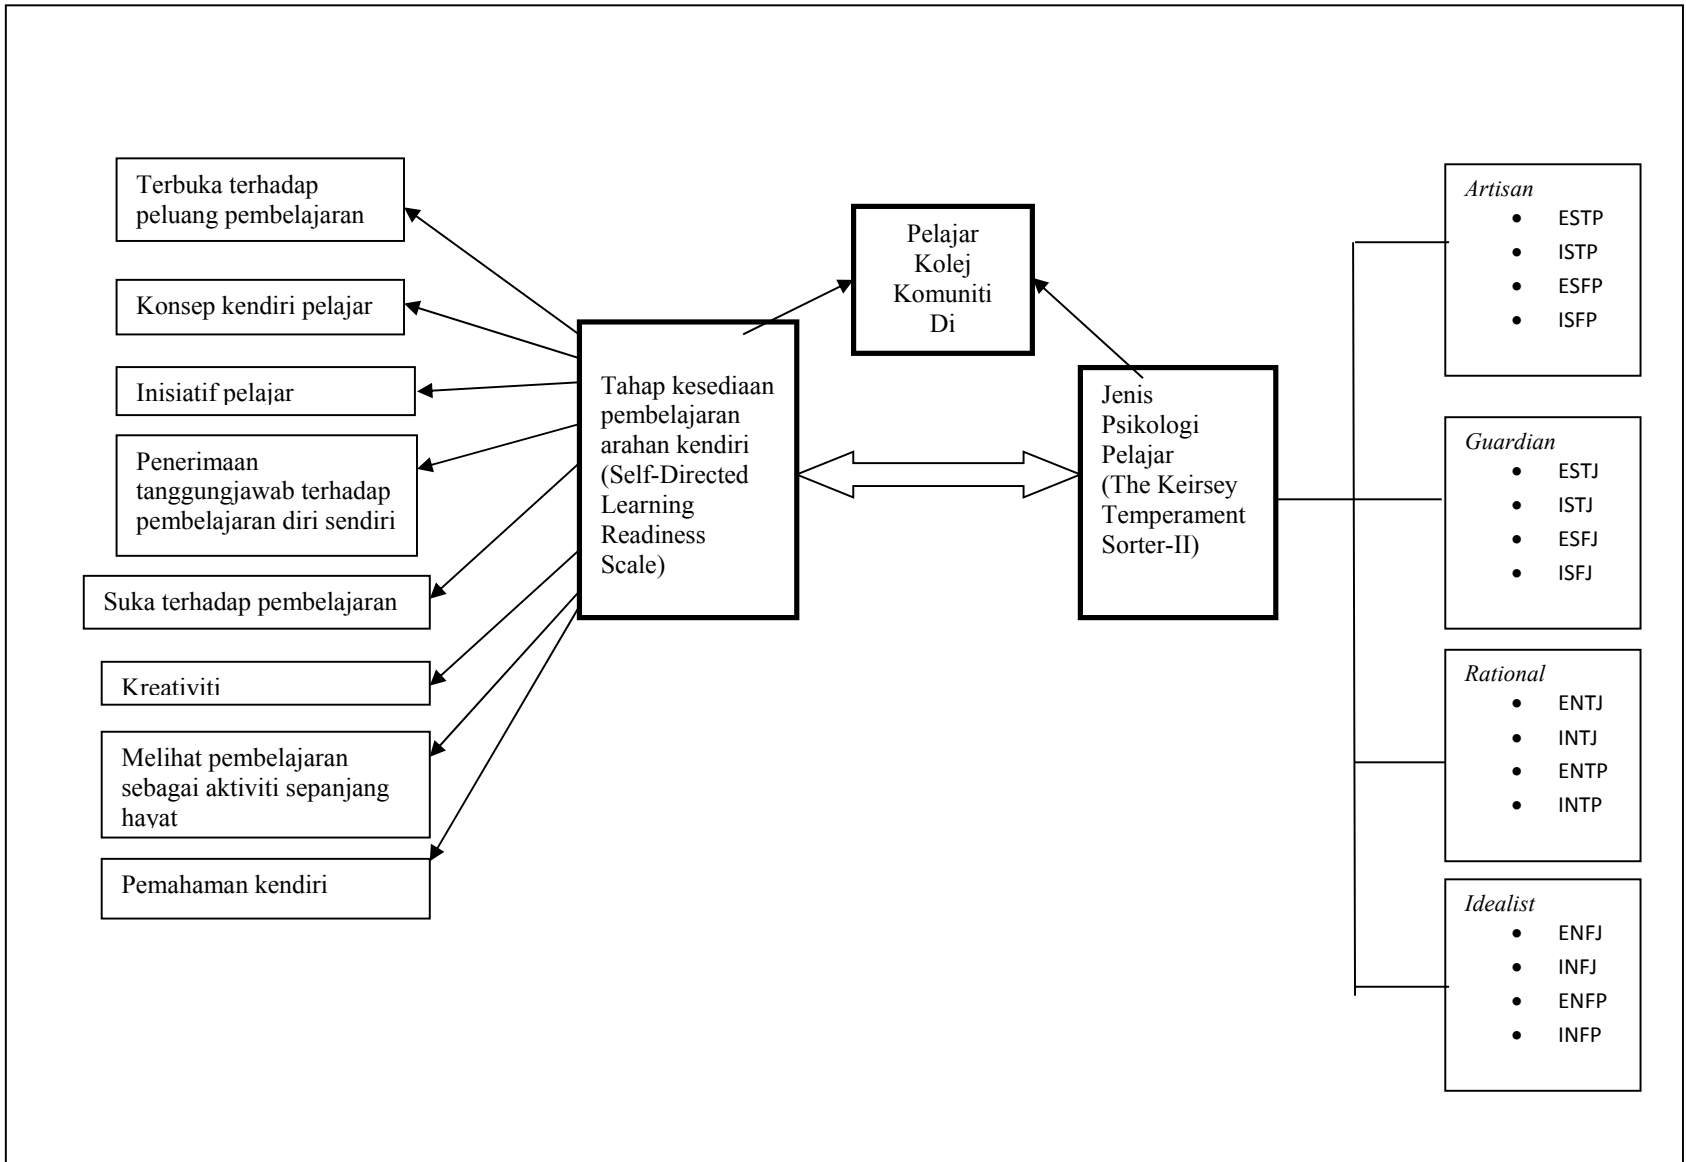 Terbuka terhadap
peluang pembelajaran
Konsep kendiri pelajar
Inisiatif pelajar
Penerimaan
tanggungjawab terhadap
pembelajaran diri sendiri
Suka terhadap pembelajaran
Kreativiti
Melihat pembelajaran
sebagai aktiviti sepanjang
hayat
Pemahaman kendiri
Tahap kesediaan
pembelajaran
arahan kendiri
(Self-Directed
Learning
Readiness
Scale)
Pelajar
Kolej
Komuniti
Di
Jenis
Psikologi
Pelajar
(The Keirsey
Temperament
Sorter-II)
Artisan
• ESTP
• ISTP
• ESFP
• ISFP
Guardian
• ESTJ
• ISTJ
• ESFJ
• ISFJ
Rational
• ENTJ
• INTJ
• ENTP
• INTP
Idealist
• ENFJ
• INFJ
• ENFP
• INFP